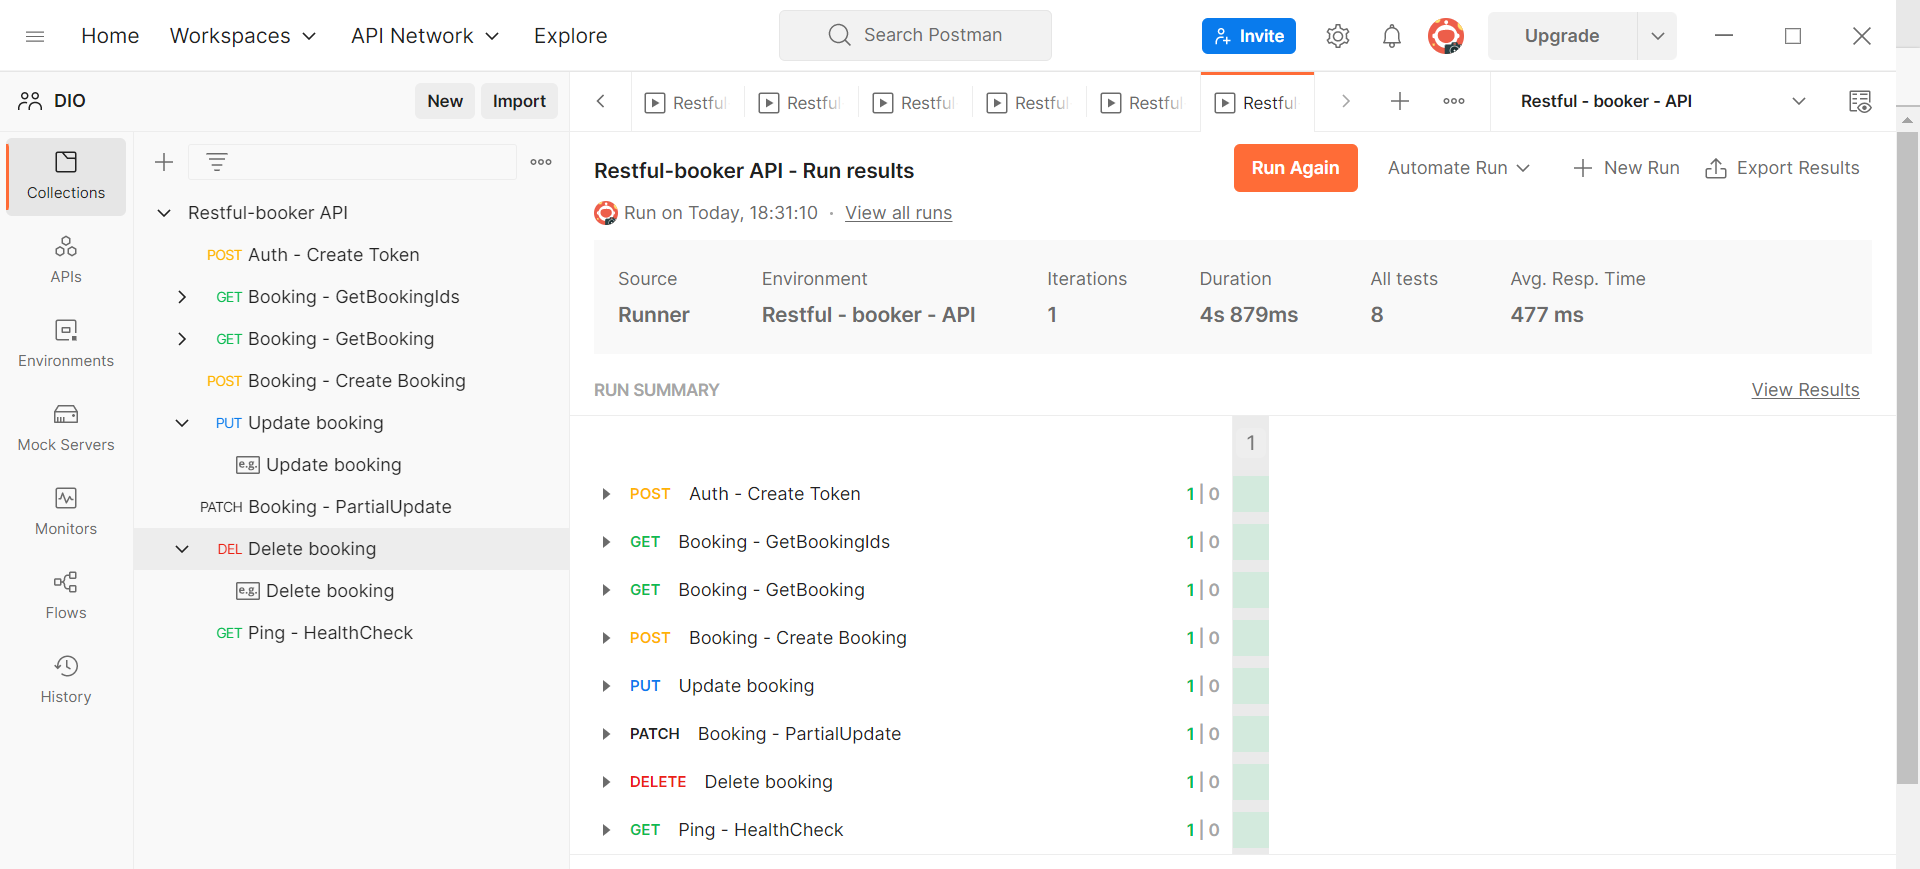 Home Workspaces API Network Explore Search Postman Invite Upgrade
DIO New Import
Restful Restful Restful Restful Restful Restful Restful - booker - API
Collections
APIs
Environments
Mock Servers
Monitors
Flows
History
Restful-booker API
POST Auth - Create Token
GET Booking - GetBookingIds
GET Booking - GetBooking
POST Booking - Create Booking
PUT Update booking
e.g. Update booking
PATCH Booking - PartialUpdate
DEL Delete booking
e.g. Delete booking
GET Ping - HealthCheck
Restful-booker API - Run results Run Again Automate Run New Run Export Results
Run on Today, 18:31:10 · View all runs
Source Environment Iterations Duration All tests Avg. Resp. Time
Runner Restful - booker - API 1 4s 879ms 8 477 ms
RUN SUMMARY View Results
1
POST Auth - Create Token 1 | 0
GET Booking - GetBookingIds 1 | 0
GET Booking - GetBooking 1 | 0
POST Booking - Create Booking 1 | 0
PUT Update booking 1 | 0
PATCH Booking - PartialUpdate 1 | 0
DELETE Delete booking 1 | 0
GET Ping - HealthCheck 1 | 0